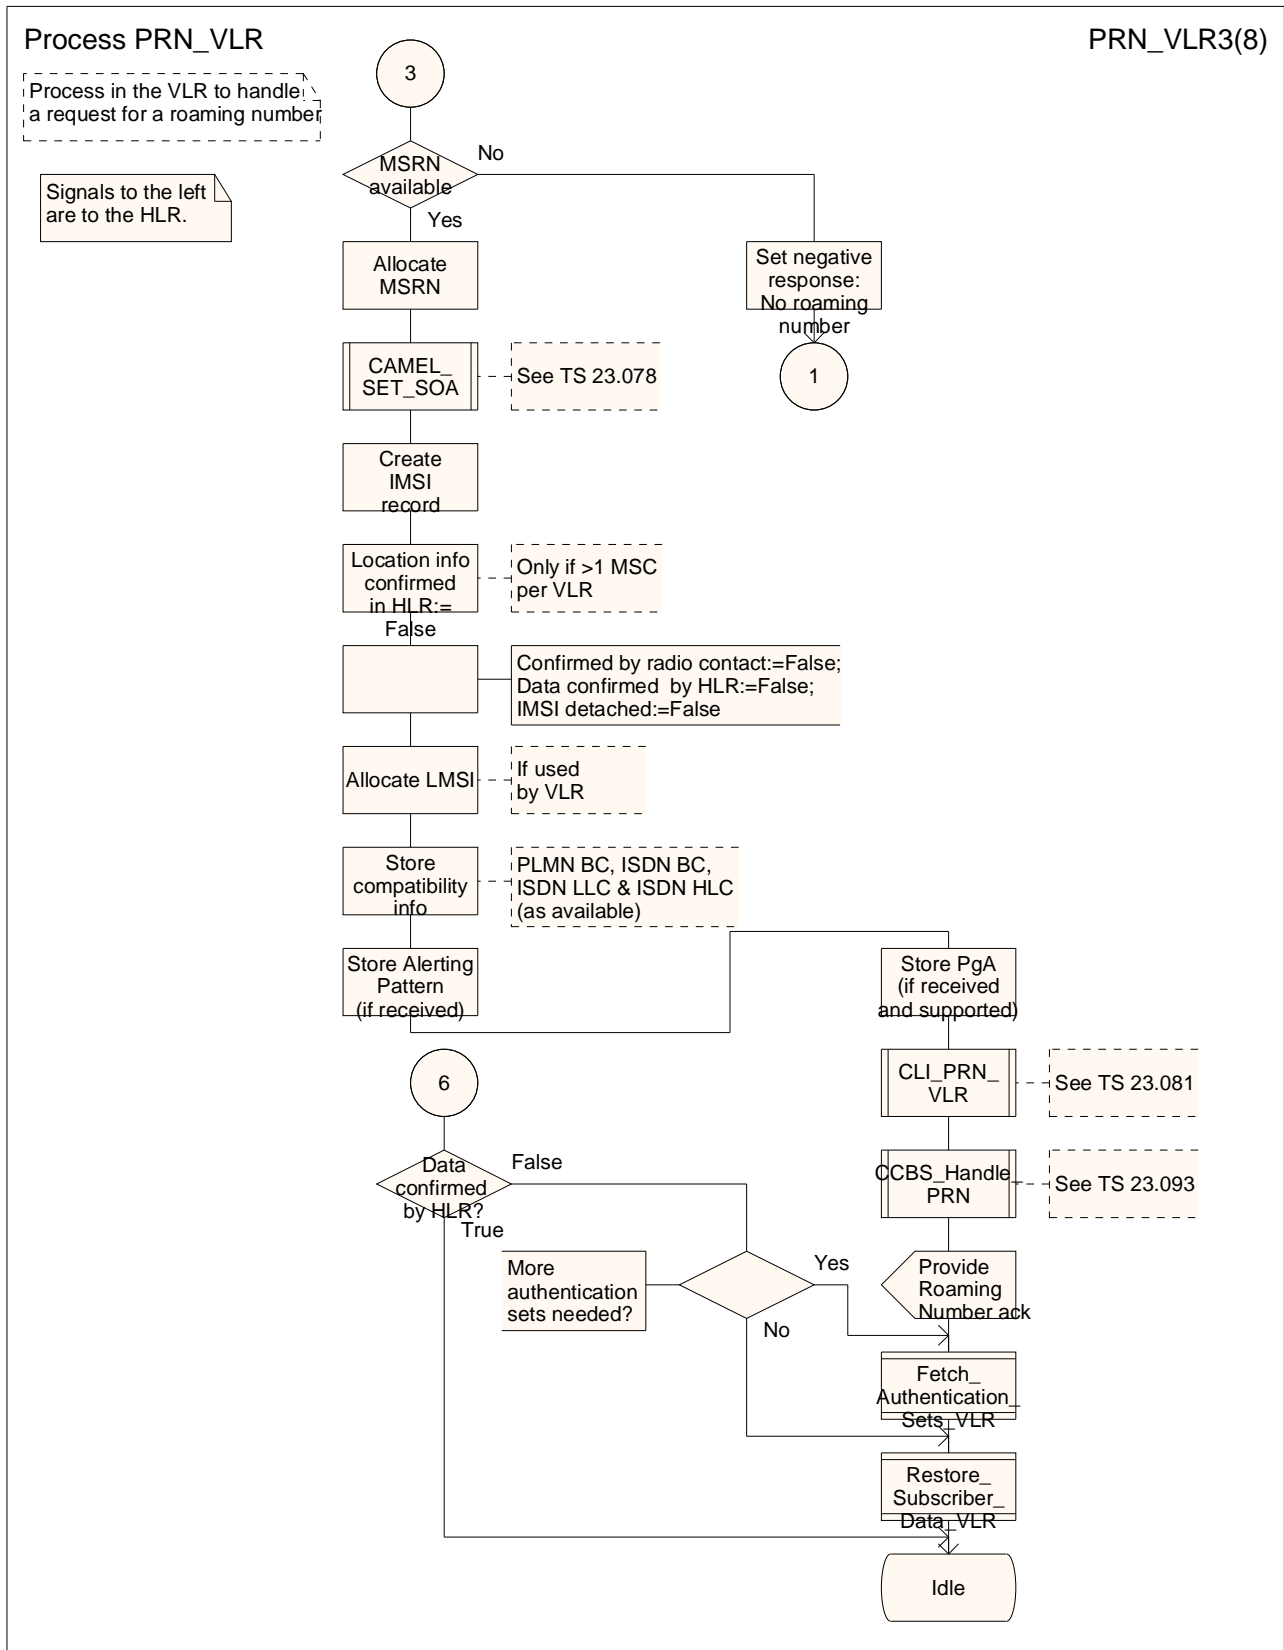 Process PRN_VLR
PRN_VLR3(8)
Process in the VLR to handle
a request for a roaming number
Signals to the left
are to the HLR.
3
MSRN
available
No
Yes
Allocate
MSRN
Set negative
response:
No roaming
number
1
CAMEL_
SET_SOA
See TS 23.078
Create
IMSI
record
Location info
confirmed
in HLR:=
False
Only if >1 MSC
per VLR
Confirmed by radio contact:=False;
Data confirmed  by HLR:=False;
IMSI detached:=False
Allocate LMSI
If used
by VLR
Store
compatibility
info
PLMN BC, ISDN BC,
ISDN LLC & ISDN HLC
(as available)
Store Alerting
Pattern
(if received)
Store PgA
(if received
and supported)
6
CLI_PRN_
VLR
See TS 23.081
Data
confirmed
by HLR?
False
True
CCBS_Handle_
PRN
See TS 23.093
More
authentication
sets needed?
Yes
No
Provide
Roaming
Number ack
Fetch_
Authentication_
Sets_VLR
Restore_
Subscriber_
Data_VLR
Idle